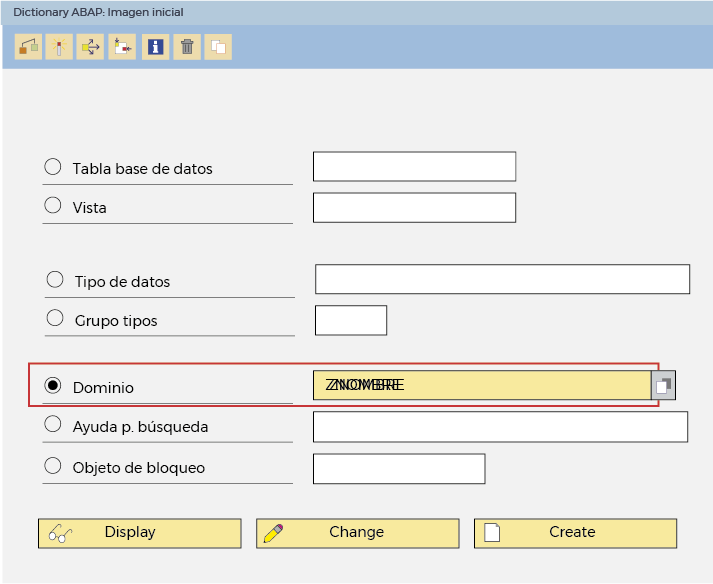 Dictionary ABAP: Imagen inicial
Tabla base de datos
Vista
Tipo de datos
Grupo tipos
Dominio ZNOMBRE
Ayuda p. búsqueda
Objeto de bloqueo
Display Change Create